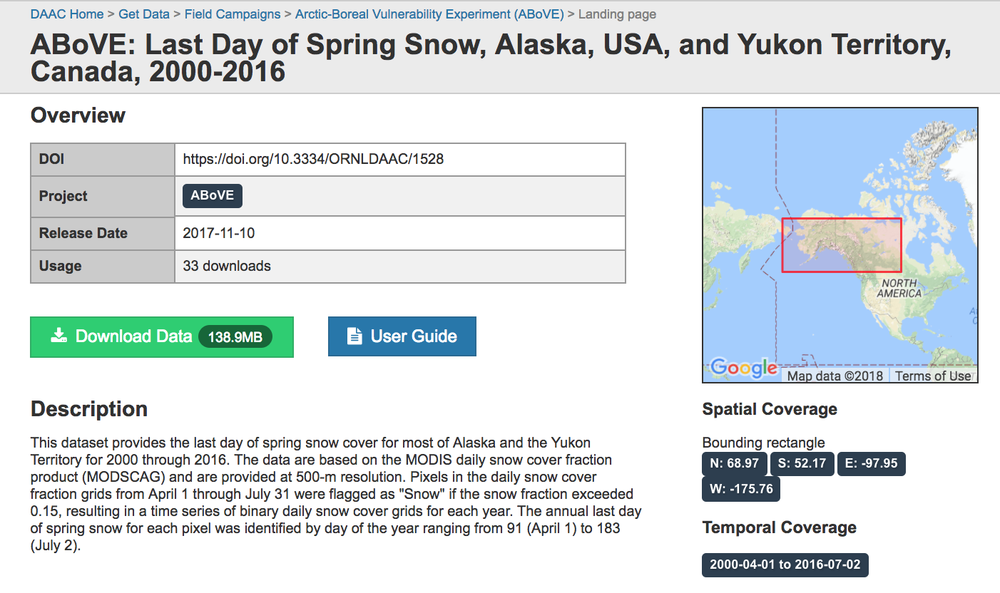 DAAC Home > Get Data > Field Campaigns > Arctic-Boreal Vulnerability Experiment (ABoVE) > Landing page
ABoVE: Last Day of Spring Snow, Alaska, USA, and Yukon Territory,
Canada, 2000-2016
Overview
DOI https://doi.org/10.3334/ORNLDAAC/1528
Project ABoVE
Release Date 2017-11-10
Usage 33 downloads
Download Data 138.9MB
User Guide
Description
This dataset provides the last day of spring snow cover for most of Alaska and the Yukon
Territory for 2000 through 2016. The data are based on the MODIS daily snow cover fraction
product (MODSCAG) and are provided at 500-m resolution. Pixels in the daily snow cover
fraction grids from April 1 through July 31 were flagged as "Snow" if the snow fraction exceeded
0.15, resulting in a time series of binary daily snow cover grids for each year. The annual last day
of spring snow for each pixel was identified by day of the year ranging from 91 (April 1) to 183
(July 2).
NORTH
AMERICA
Google
Map data ©2018
Terms of Use
Spatial Coverage
Bounding rectangle
N: 68.97 S: 52.17 E: -97.95
W: -175.76
Temporal Coverage
2000-04-01 to 2016-07-02